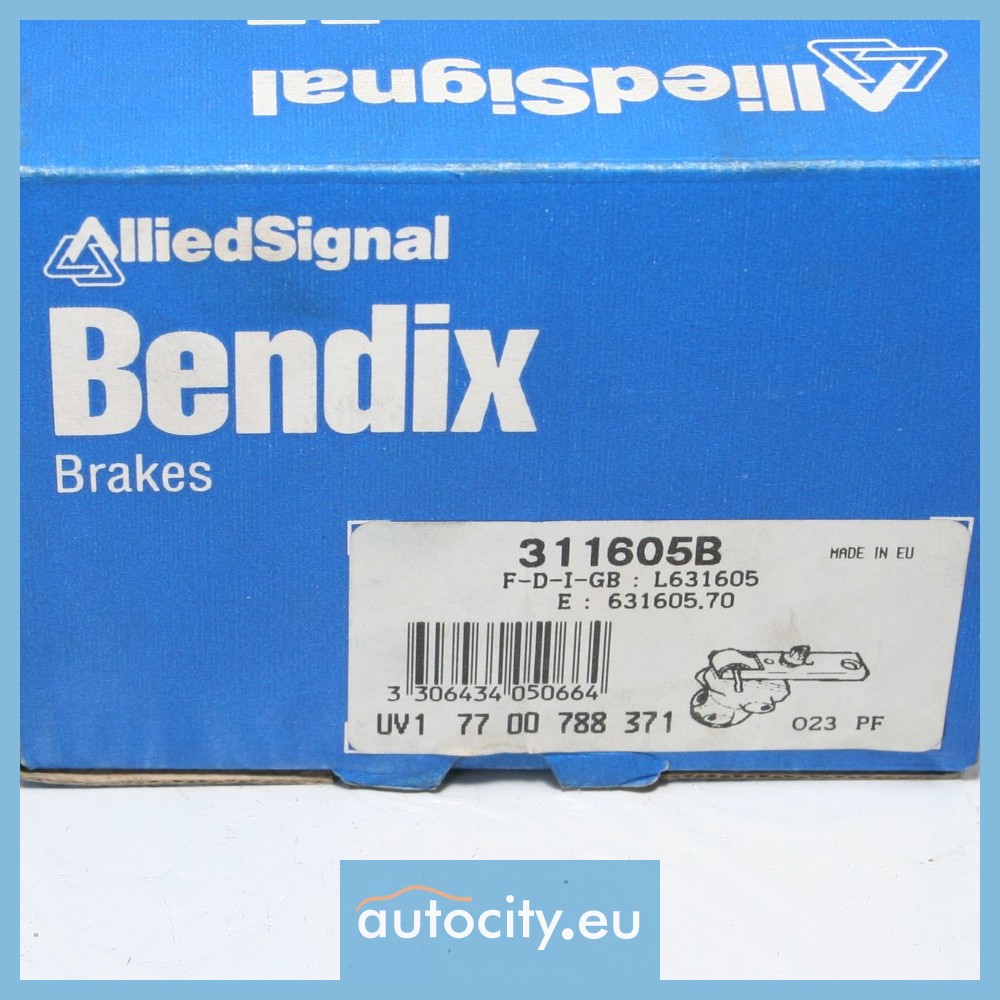 AlliedSignal
AlliedSignal
Bendix
Brakes
311605B
MADE IN EU
F-D-I-GB : L631605
E : 631605.70
3 306434 050664
UV1 77 00 788 371
023 PF
autocity.eu